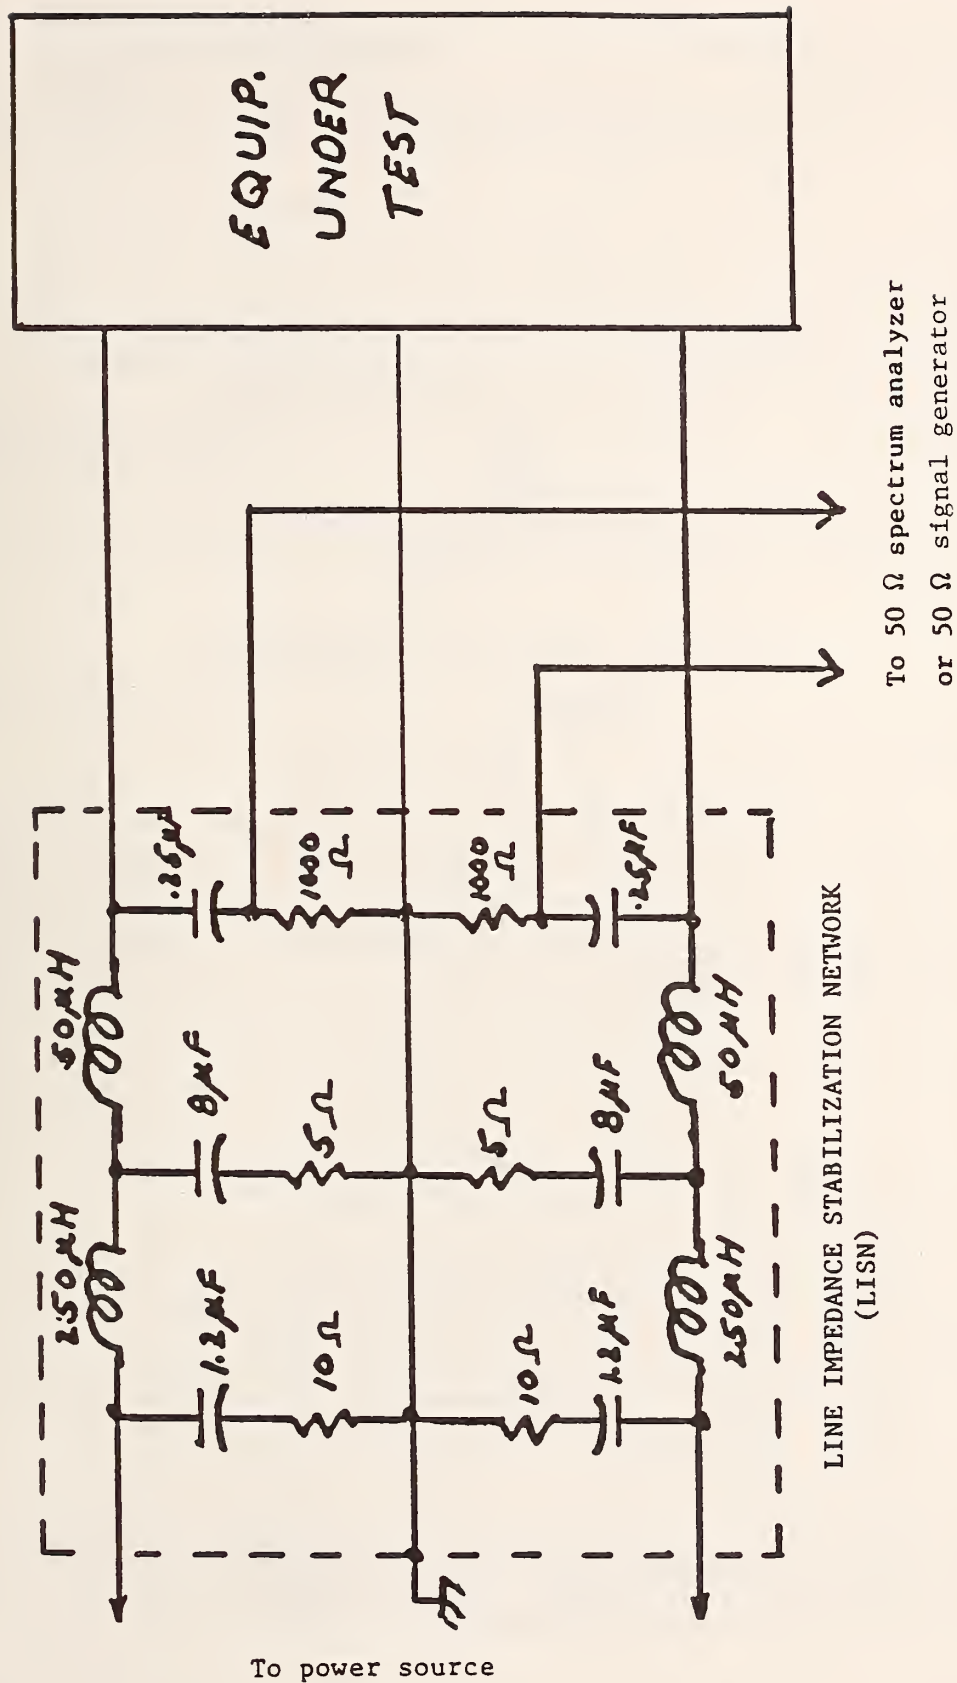 EQUIP.
UNDER
TEST
250μH
50μH
1.2μF
8μF
.25μF
10Ω
5Ω
1000
Ω
10Ω
5Ω
1000
Ω
1.2μF
8μF
.25μF
250μH
50μH
To power source
To 50 Ω spectrum analyzer
or 50 Ω signal generator
LINE IMPEDANCE STABILIZATION NETWORK
(LISN)